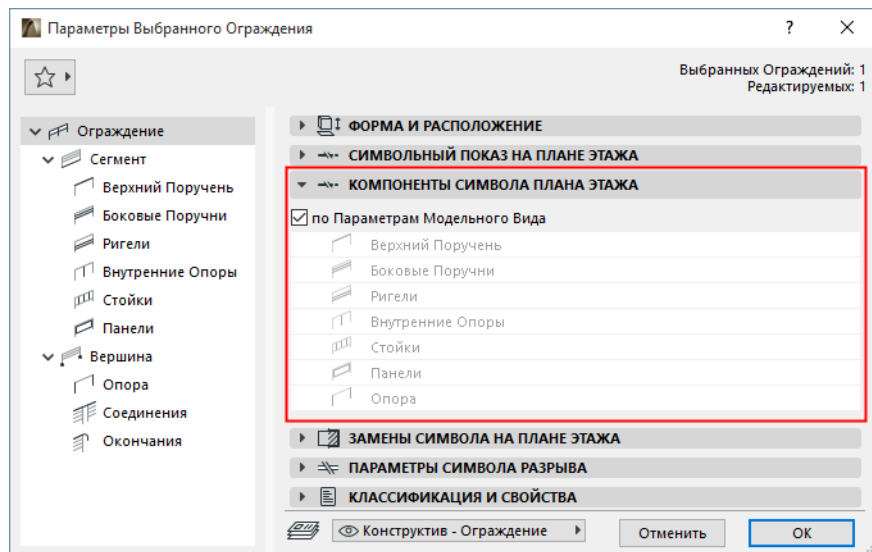 Параметры Выбранного Ограждения
?
Выбранных Ограждений: 1
Редактируемых: 1
Ограждение
Сегмент
Верхний Поручень
Боковые Поручни
Ригели
Внутренние Опоры
Стойки
Панели
Вершина
Опора
Соединения
Окончания
ФОРМА И РАСПОЛОЖЕНИЕ
СИМВОЛЬНЫЙ ПОКАЗ НА ПЛАНЕ ЭТАЖА
КОМПОНЕНТЫ СИМВОЛА ПЛАНА ЭТАЖА
по Параметрам Модельного Вида
Верхний Поручень
Боковые Поручни
Ригели
Внутренние Опоры
Стойки
Панели
Опора
ЗАМЕНЫ СИМВОЛА НА ПЛАНЕ ЭТАЖА
ПАРАМЕТРЫ СИМВОЛА РАЗРЫВА
КЛАССИФИКАЦИЯ И СВОЙСТВА
Конструктив - Ограждение
Отменить
ОК